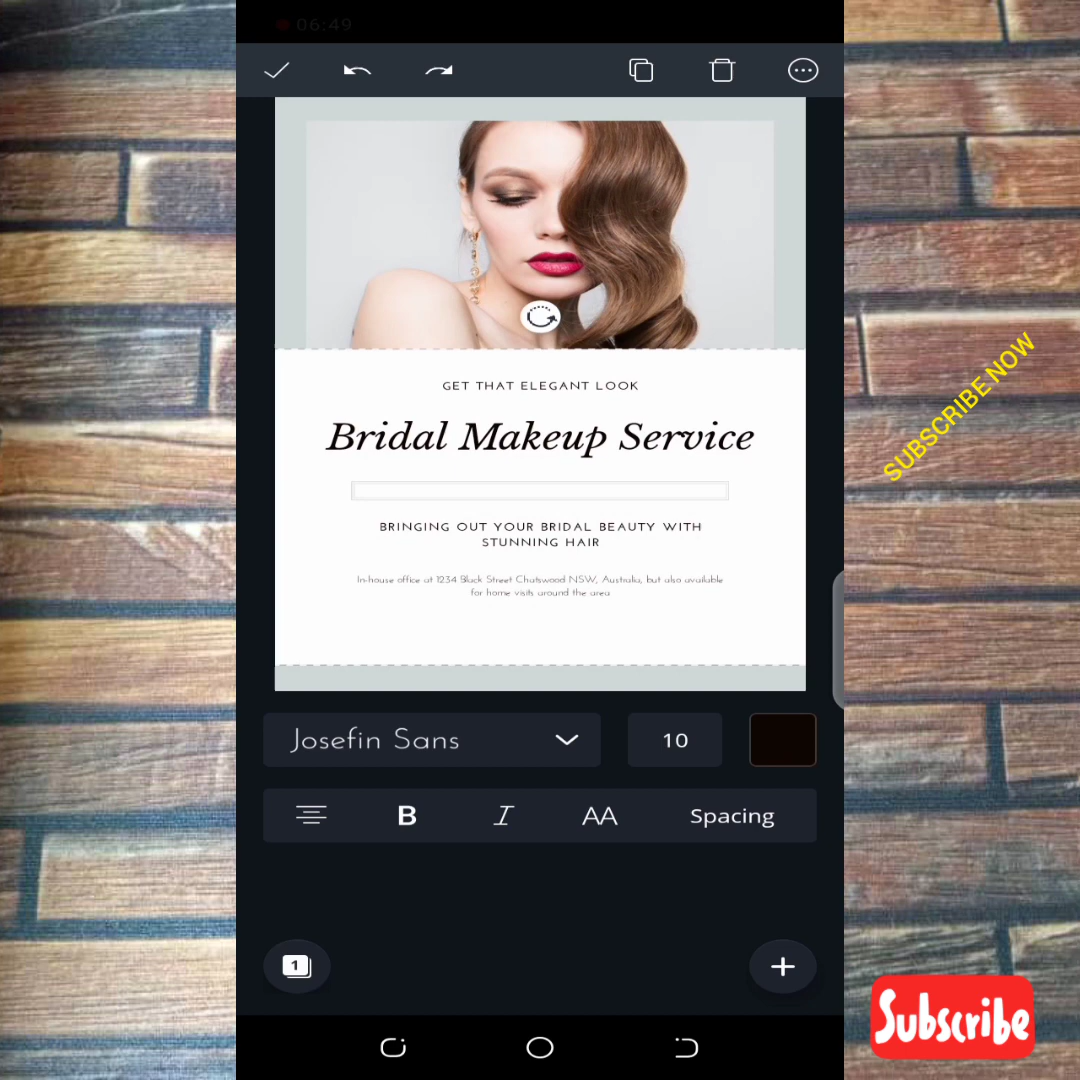 06:49
GET THAT ELEGANT LOOK
Bridal Makeup Service
BRINGING OUT YOUR BRIDAL BEAUTY WITH
STUNNING HAIR
In-house office at 1234 Black Street Chatswood NSW, Australia, but also available
for home visits around the area
Josefin Sans
10
B I AA Spacing
1
SUBSCRIBE NOW
Subscribe